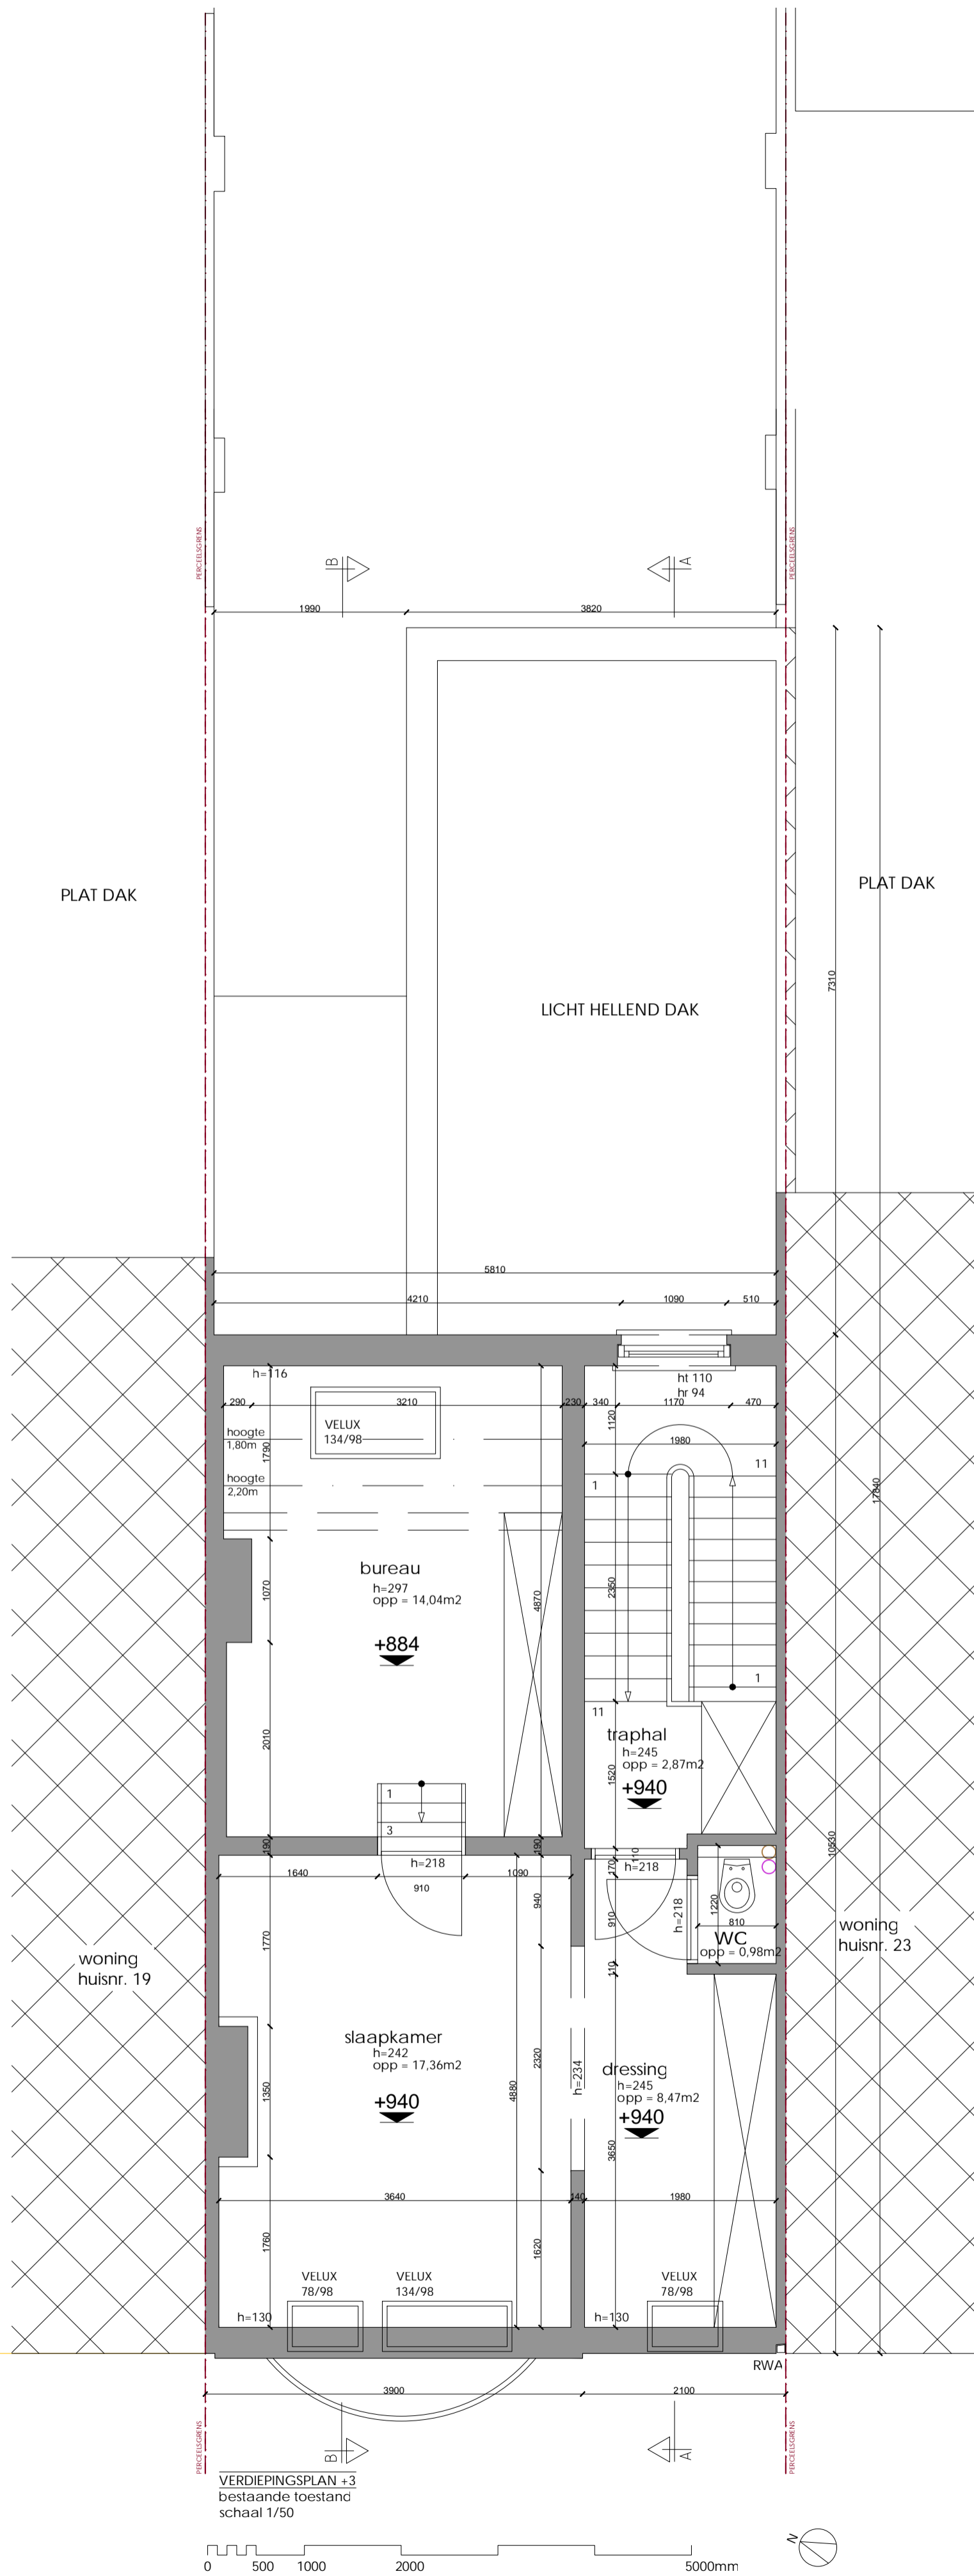 PERCEELSGRENS
PERCEELSGRENS
B
A
1990
3820
PLAT DAK
PLAT DAK
7310
LICHT HELLEND DAK
5810
4210
1090
510
h=116
ht 110
hr 94
290
3210
230
340
1170
470
VELUX
134/98
hoogte
1,80m
1790
1120
1980
hoogte
2,20m
11
1
17840
bureau
h=297
opp = 14,04m2
1070
4870
2350
+884
1
11
2010
traphal
h=245
opp = 2,87m2
1520
+940
1
3
190
190
10530
h=218
110
h=218
170
1640
910
1090
940
910
h=218
1220
810
WC
opp = 0,98m2
woning
huisnr. 23
1770
110
woning
huisnr. 19
slaapkamer
h=242
opp = 17,36m2
2320
h=234
dressing
h=245
opp = 8,47m2
1350
4880
+940
+940
3650
3640
140
1980
1760
1620
VELUX
78/98
VELUX
134/98
VELUX
78/98
h=130
h=130
RWA
3900
2100
PERCEELSGRENS
PERCEELSGRENS
B
A
VERDIEPINGSPLAN +3
bestaande toestand
schaal 1/50
N
0 500 1000 2000 5000mm